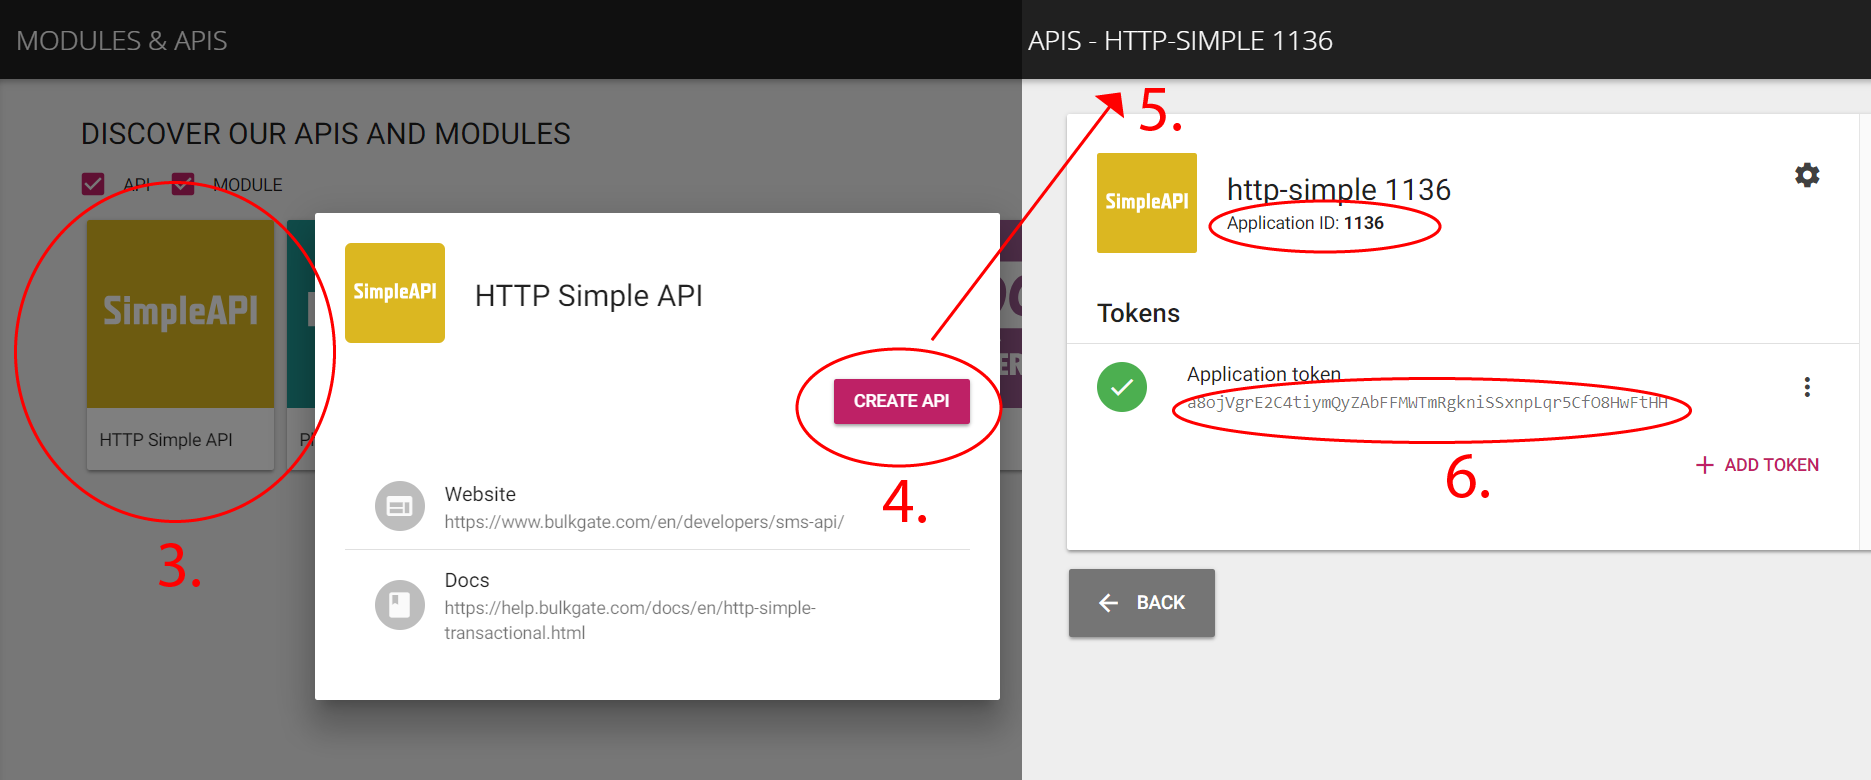 MODULES & APIS
DISCOVER OUR APIS AND MODULES
API
MODULE
SimpleAPI
HTTP Simple API
3.
SimpleAPI
HTTP Simple API
CREATE API
4.
Website
https://www.bulkgate.com/en/developers/sms-api/
Docs
https://help.bulkgate.com/docs/en/http-simple-
transactional.html
APIS - HTTP-SIMPLE 1136
5.
SimpleAPI
http-simple 1136
Application ID: 1136
Tokens
Application token
a8ojVgrE2C4tiymQyZAbFFMWTmRgkniSSxnpLqr5CfO8HwFtHH
6.
ADD TOKEN
BACK